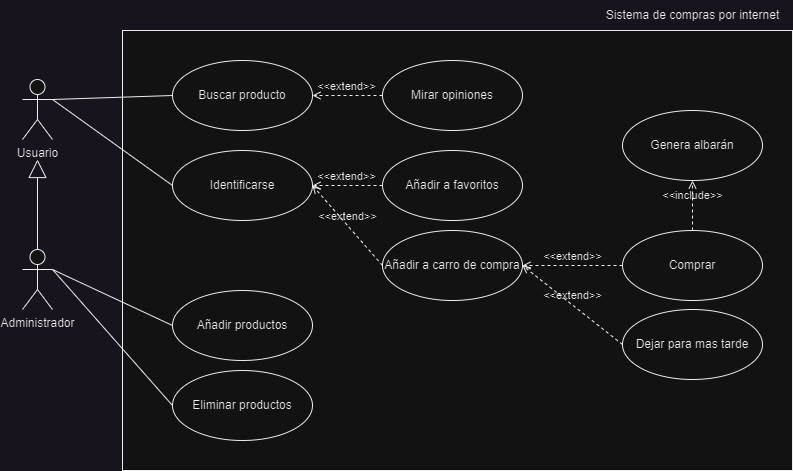 Sistema de compras por internet
Buscar producto
<<extend>>
Mirar opiniones
Usuario
Genera albarán
Identificarse
<<extend>>
Añadir a favoritos
<<include>>
<<extend>>
Añadir a carro de compra
<<extend>>
Comprar
<<extend>>
Administrador
Añadir productos
Dejar para mas tarde
Eliminar productos